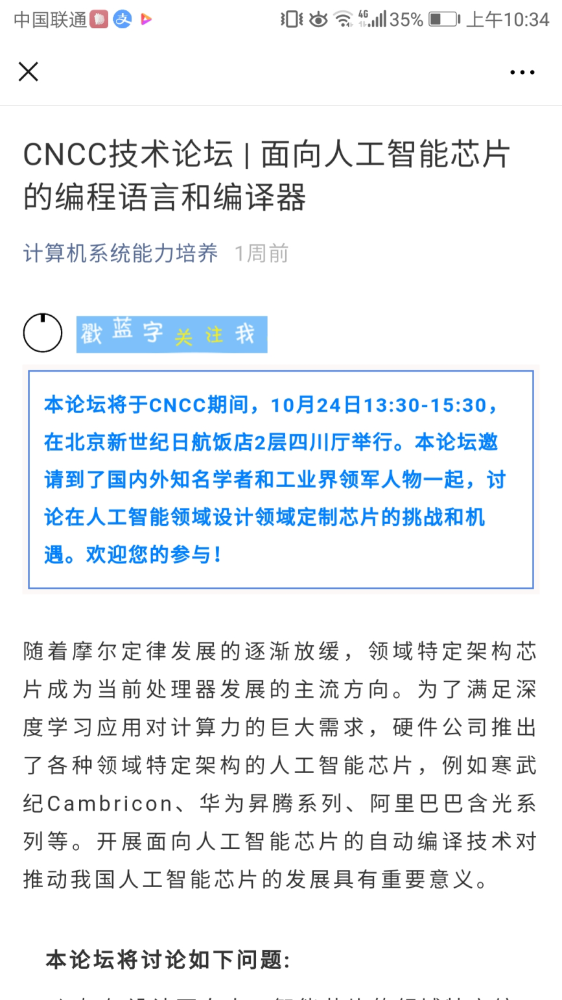 中国联通 4G 35% 上午10:34
CNCC技术论坛 | 面向人工智能芯片
的编程语言和编译器
计算机系统能力培养 1周前
戳蓝字关注我
本论坛将于CNCC期间，10月24日13:30-15:30，
在北京新世纪日航饭店2层四川厅举行。本论坛邀
请到了国内外知名学者和工业界领军人物一起，讨
论在人工智能领域设计领域定制芯片的挑战和机
遇。欢迎您的参与！
随着摩尔定律发展的逐渐放缓，领域特定架构芯
片成为当前处理器发展的主流方向。为了满足深
度学习应用对计算力的巨大需求，硬件公司推出
了各种领域特定架构的人工智能芯片，例如寒武
纪Cambricon、华为昇腾系列、阿里巴巴含光系
列等。开展面向人工智能芯片的自动编译技术对
推动我国人工智能芯片的发展具有重要意义。
本论坛将讨论如下问题: